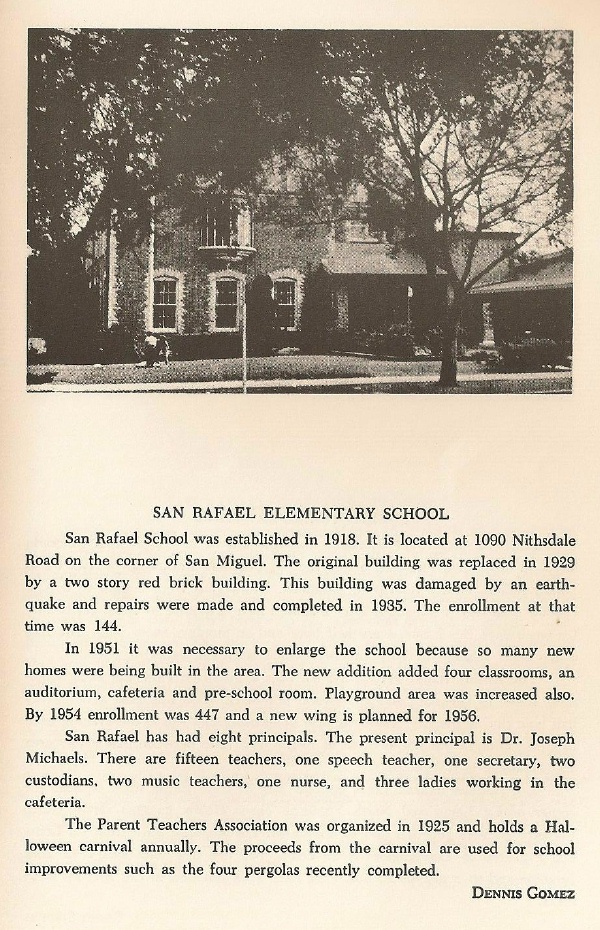 SAN RAFAEL ELEMENTARY SCHOOL
San Rafael School was established in 1918. It is located at 1090 Nithsdale
Road on the corner of San Miguel. The original building was replaced in 1929
by a two story red brick building. This building was damaged by an earth-
quake and repairs were made and completed in 1935. The enrollment at that
time was 144.
In 1951 it was necessary to enlarge the school because so many new
homes were being built in the area. The new addition added four classrooms, an
auditorium, cafeteria and pre-school room. Playground area was increased also.
By 1954 enrollment was 447 and a new wing is planned for 1956.
San Rafael has had eight principals. The present principal is Dr. Joseph
Michaels. There are fifteen teachers, one speech teacher, one secretary, two
custodians, two music teachers, one nurse, and three ladies working in the
cafeteria.
The Parent Teachers Association was organized in 1925 and holds a Hal-
loween carnival annually. The proceeds from the carnival are used for school
improvements such as the four pergolas recently completed.
DENNIS GOMEZ